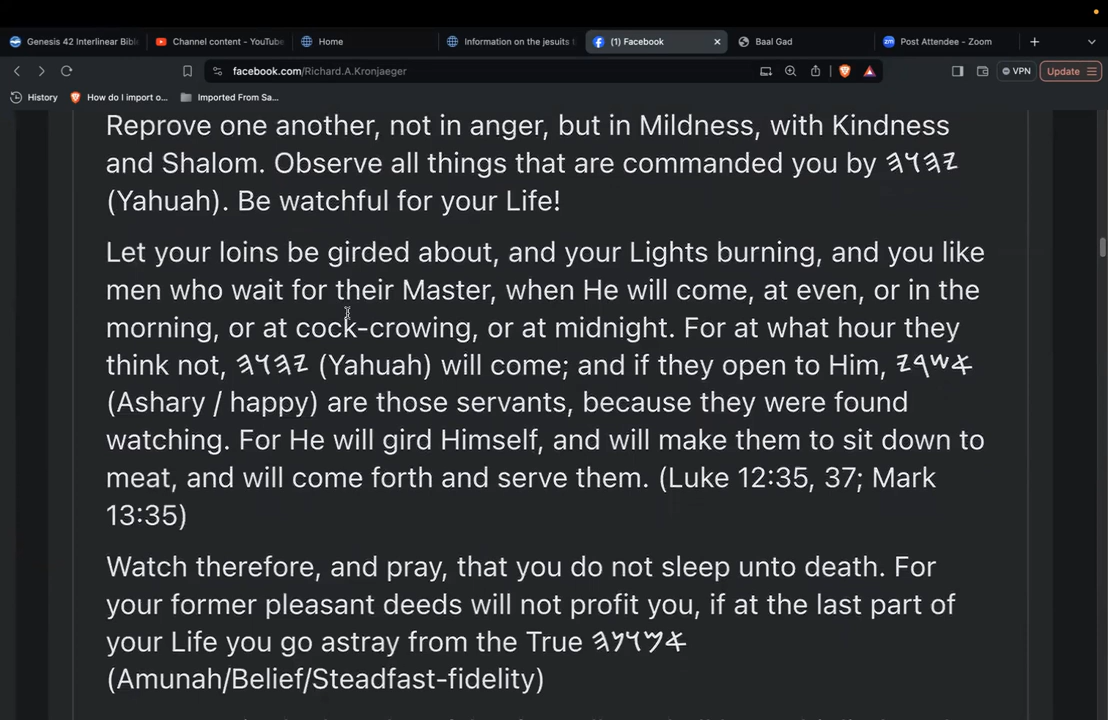 Genesis 42 Interlinear Bibl
Channel content - YouTube
Home
Information on the jesuits t
(1) Facebook
Baal Gad
zm
Post Attendee - Zoom
facebook.com/Richard.A.Kronjaeger
VPN
Update
History
How do I import o...
Imported From Sa...
Reprove one another, not in anger, but in Mildness, with Kindness
and Shalom. Observe all things that are commanded you by 𐤉𐤄𐤅𐤄
(Yahuah). Be watchful for your Life!
Let your loins be girded about, and your Lights burning, and you like
men who wait for their Master, when He will come, at even, or in the
morning, or at cock-crowing, or at midnight. For at what hour they
think not, 𐤉𐤄𐤅𐤄 (Yahuah) will come; and if they open to Him, 𐤀𐤔𐤓𐤉
(Ashary / happy) are those servants, because they were found
watching. For He will gird Himself, and will make them to sit down to
meat, and will come forth and serve them. (Luke 12:35, 37; Mark
13:35)
Watch therefore, and pray, that you do not sleep unto death. For
your former pleasant deeds will not profit you, if at the last part of
your Life you go astray from the True 𐤀𐤌𐤅𐤍𐤄
(Amunah/Belief/Steadfast-fidelity)